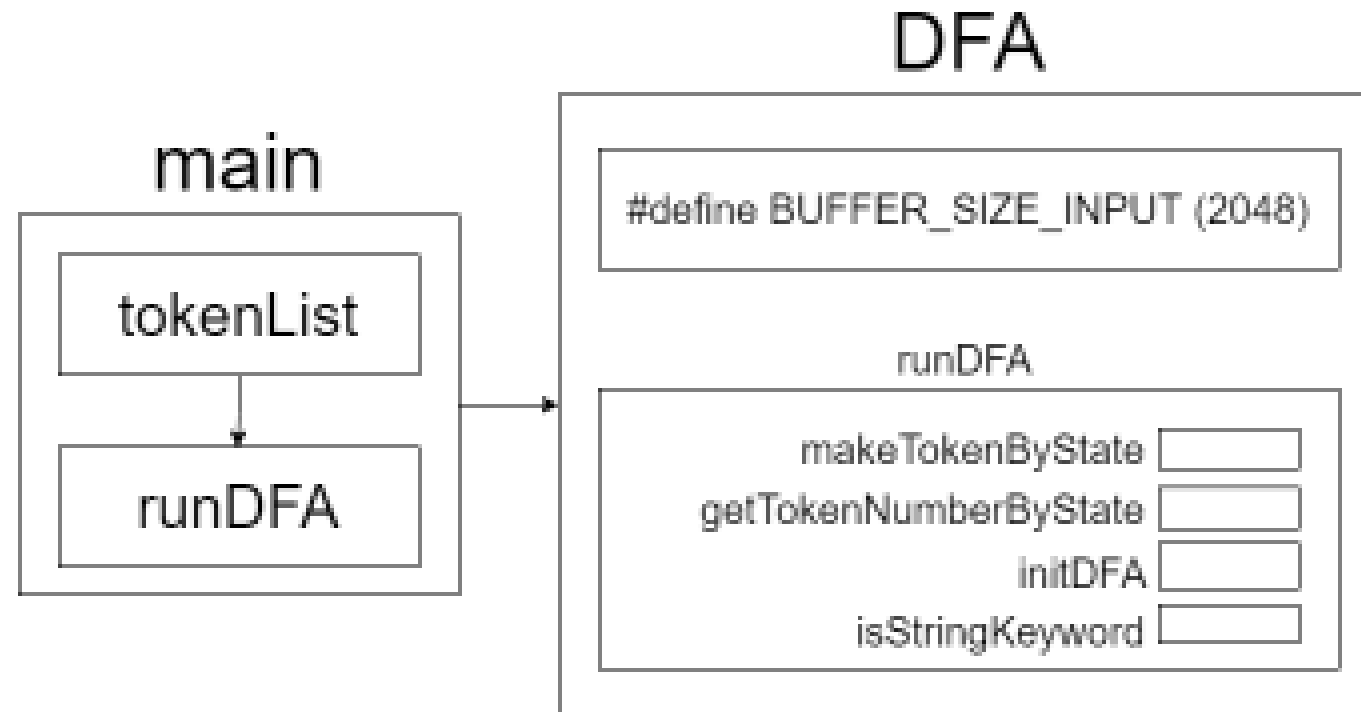 main
tokenList
runDFA
DFA
#define BUFFER_SIZE_INPUT (2048)
runDFA
makeTokenByState
getTokenNumberByState
initDFA
isStringKeyword